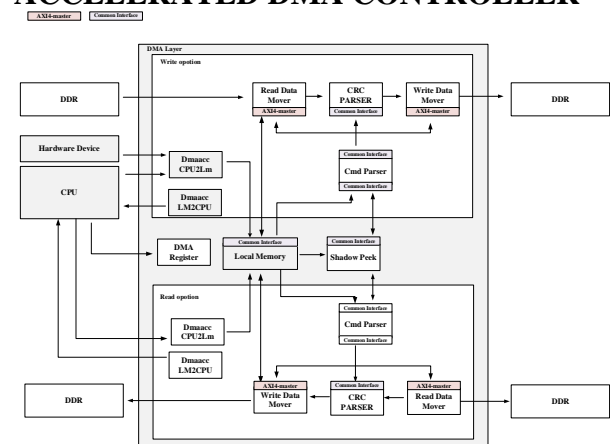 ACCELERATED DMA CONTROLLER
AXI4-master
Common Interface
DMA Layer
Write opotion
DDR
Read Data
Mover
AXI4-master
CRC
PARSER
Common Interface
Write Data
Mover
AXI4-master
DDR
Hardware Device
CPU
Dmaacc
CPU2Lm
Dmaacc
LM2CPU
Common Interface
Cmd Parser
Common Interface
DMA
Register
Common Interface
Local Memory
Common Interface
Shadow Peek
Read opotion
Dmaacc
CPU2Lm
Dmaacc
LM2CPU
Common Interface
Cmd Parser
Common Interface
DDR
AXI4-master
Write Data
Mover
Common Interface
CRC
PARSER
AXI4-master
Read Data
Mover
DDR